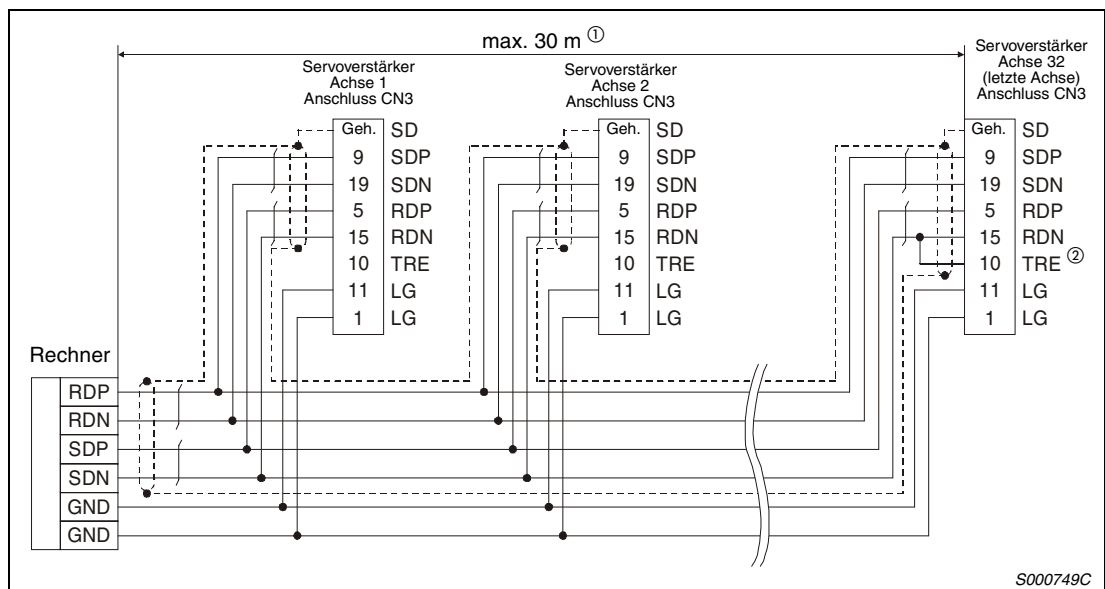 max. 30 m ①
Servoverstärker
Achse 1
Anschluss CN3
Servoverstärker
Achse 2
Anschluss CN3
Servoverstärker
Achse 32
(letzte Achse)
Anschluss CN3
Geh. SD
9 SDP
19 SDN
5 RDP
15 RDN
10 TRE
11 LG
1 LG
Geh. SD
9 SDP
19 SDN
5 RDP
15 RDN
10 TRE
11 LG
1 LG
Geh. SD
9 SDP
19 SDN
5 RDP
15 RDN
10 TRE ②
11 LG
1 LG
Rechner
RDP
RDN
SDP
SDN
GND
GND
S000749C